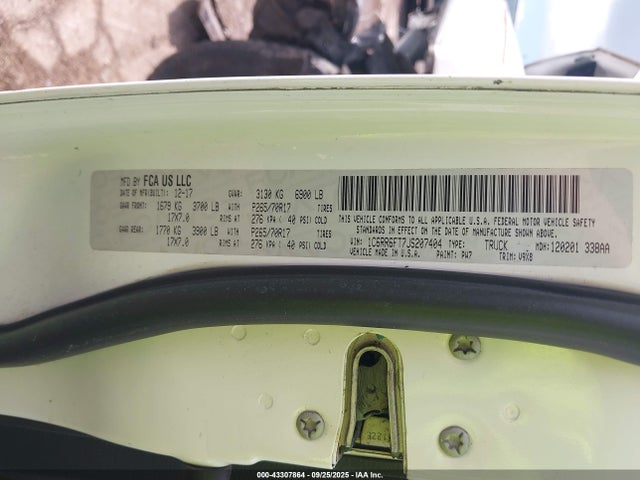 MFD BY FCA US LLC
DATE OF MFR(BUILT): 12-17 GVWR: 3130 KG 6900 LB
GAWR FRONT: 1679 KG 3700 LB WITH P265/70R17 TIRES
17X7.0 RIMS AT 276 KPA( 40 PSI) COLD
GAWR REAR: 1770 KG 3900 LB WITH P265/70R17 TIRES
17X7.0 RIMS AT 276 KPA( 40 PSI) COLD
THIS VEHICLE CONFORMS TO ALL APPLICABLE U.S.A. FEDERAL MOTOR VEHICLE SAFETY
STANDARDS IN EFFECT ON THE DATE OF MANUFACTURE SHOWN ABOVE.
VIN: 1C6RR6FT7JS207404 TYPE: TRUCK MDH: 120201 338AA
VEHICLE MADE IN U.S.A. PAINT: PW7 TRIM: V9X8
000-43307864 - 09/25/2025 - IAA Inc.